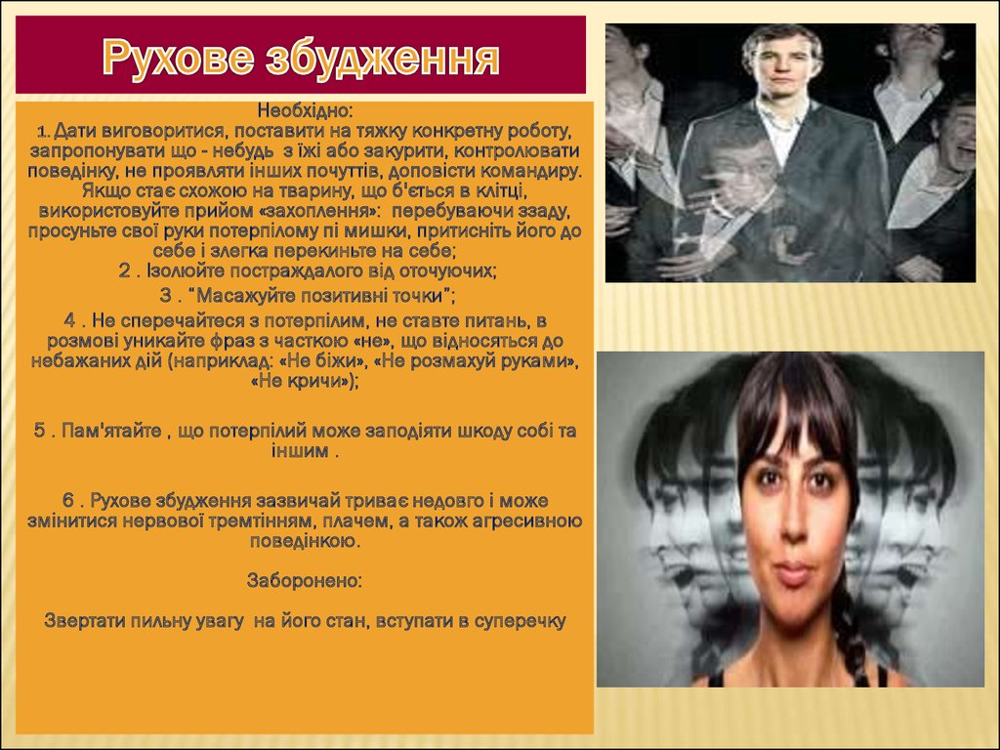 Рухове збудження
Необхідно:
1. Дати виговоритися, поставити на тяжку конкретну роботу,
запропонувати що - небудь з їжі або закурити, контролювати
поведінку, не проявляти інших почуттів, доповісти командиру.
Якщо стає схожою на тварину, що б'ється в клітці,
використовуйте прийом «захоплення»: перебуваючи ззаду,
просуньте свої руки потерпілому пі мишки, притисніть його до
себе і злегка перекиньте на себе;
2 . Ізолюйте постраждалого від оточуючих;
3 . “Масажуйте позитивні точки”;
4 . Не сперечайтеся з потерпілим, не ставте питань, в
розмові уникайте фраз з часткою «не», що відносяться до
небажаних дій (наприклад: «Не біжи», «Не розмахуй руками»,
«Не кричи»);
5 . Пам'ятайте , що потерпілий може заподіяти шкоду собі та
іншим .
6 . Рухове збудження зазвичай триває недовго і може
змінитися нервової тремтінням, плачем, а також агресивною
поведінкою.
Заборонено:
Звертати пильну увагу на його стан, вступати в суперечку